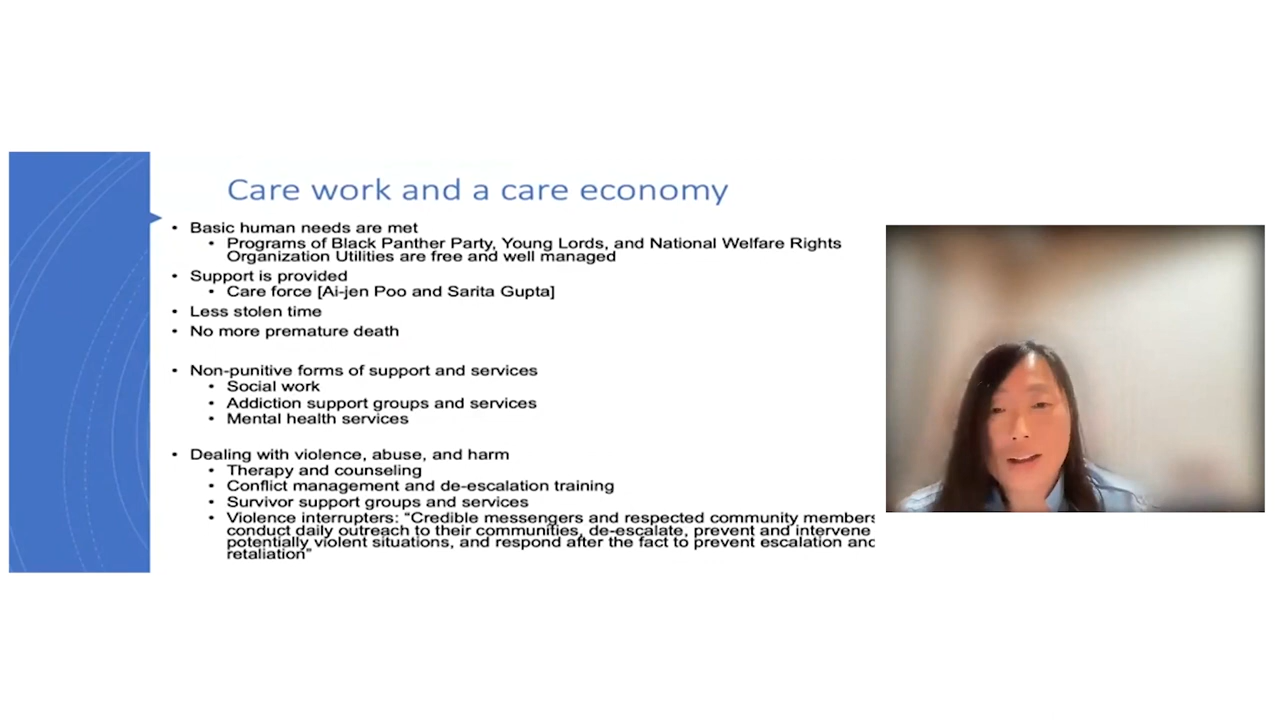 Care work and a care economy
• Basic human needs are met
• Programs of Black Panther Party, Young Lords, and National Welfare Rights
Organization Utilities are free and well managed
• Support is provided
• Care force [Ai-jen Poo and Sarita Gupta]
• Less stolen time
• No more premature death
• Non-punitive forms of support and services
• Social work
• Addiction support groups and services
• Mental health services
• Dealing with violence, abuse, and harm
• Therapy and counseling
• Conflict management and de-escalation training
• Survivor support groups and services
• Violence interrupters: “Credible messengers and respected community members
conduct daily outreach to their communities, de-escalate, prevent and intervene
potentially violent situations, and respond after the fact to prevent escalation and
retaliation”